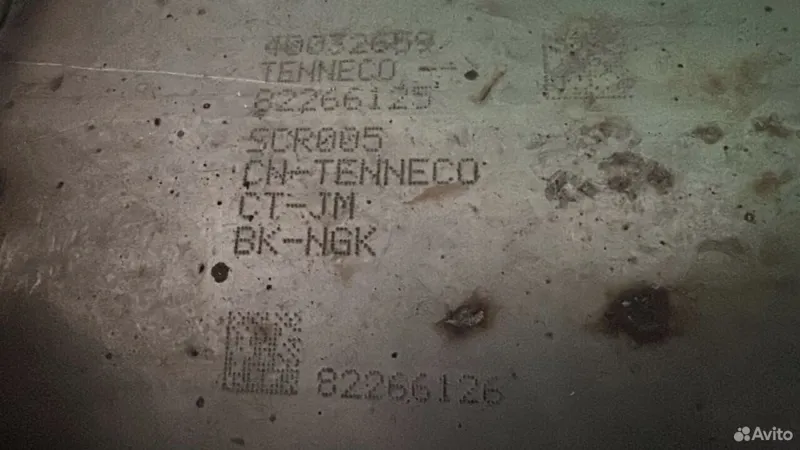 40032659
TENNECO --
82266125
SCR005
CN-TENNECO
CT-JM
BK-NGK
82266126
Avito